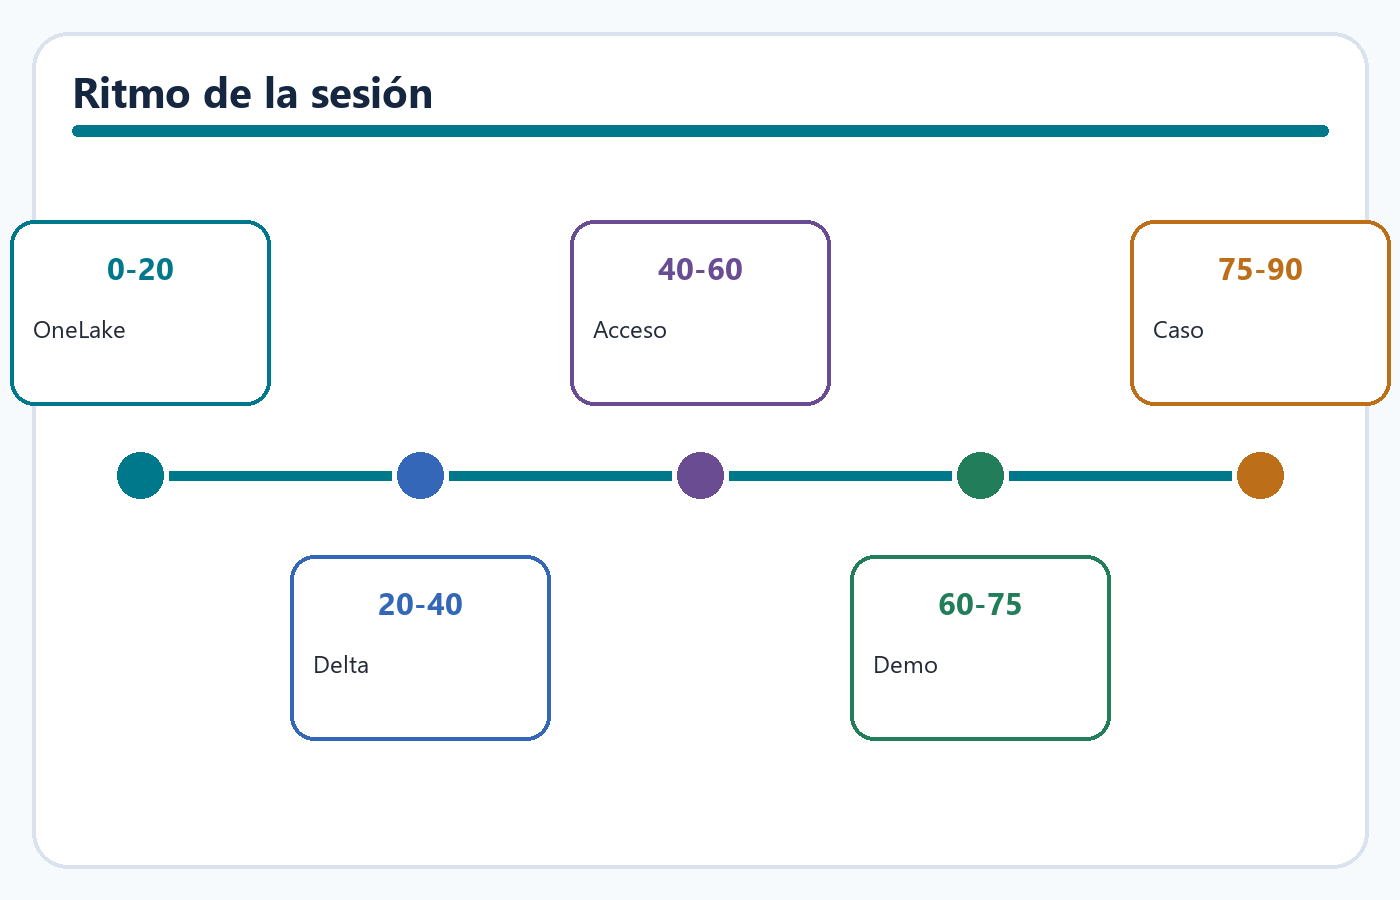 Ritmo de la sesión
0-20
OneLake
20-40
Delta
40-60
Acceso
60-75
Demo
75-90
Caso